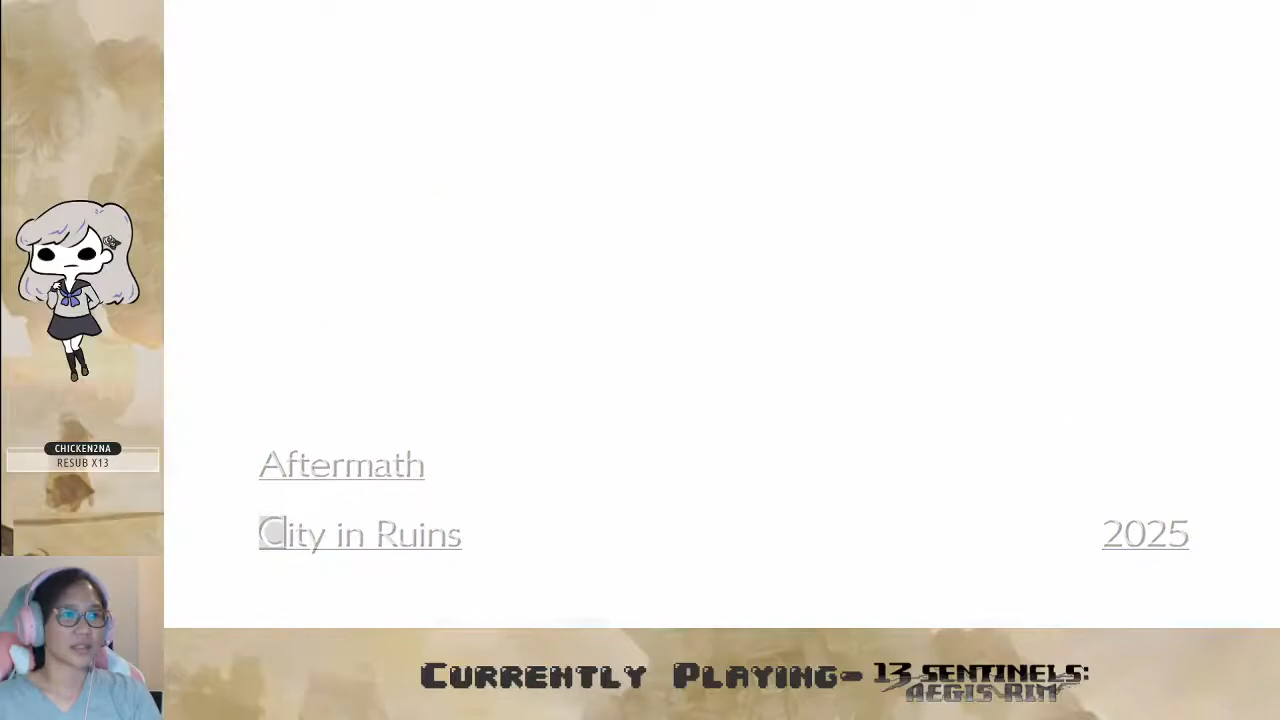 Aftermath
CHICKEN2NA
RESUB X13
City in Ruins
2025
CURRENTLY PLAYING-
13 SENTINELS:
AEGIS RIM